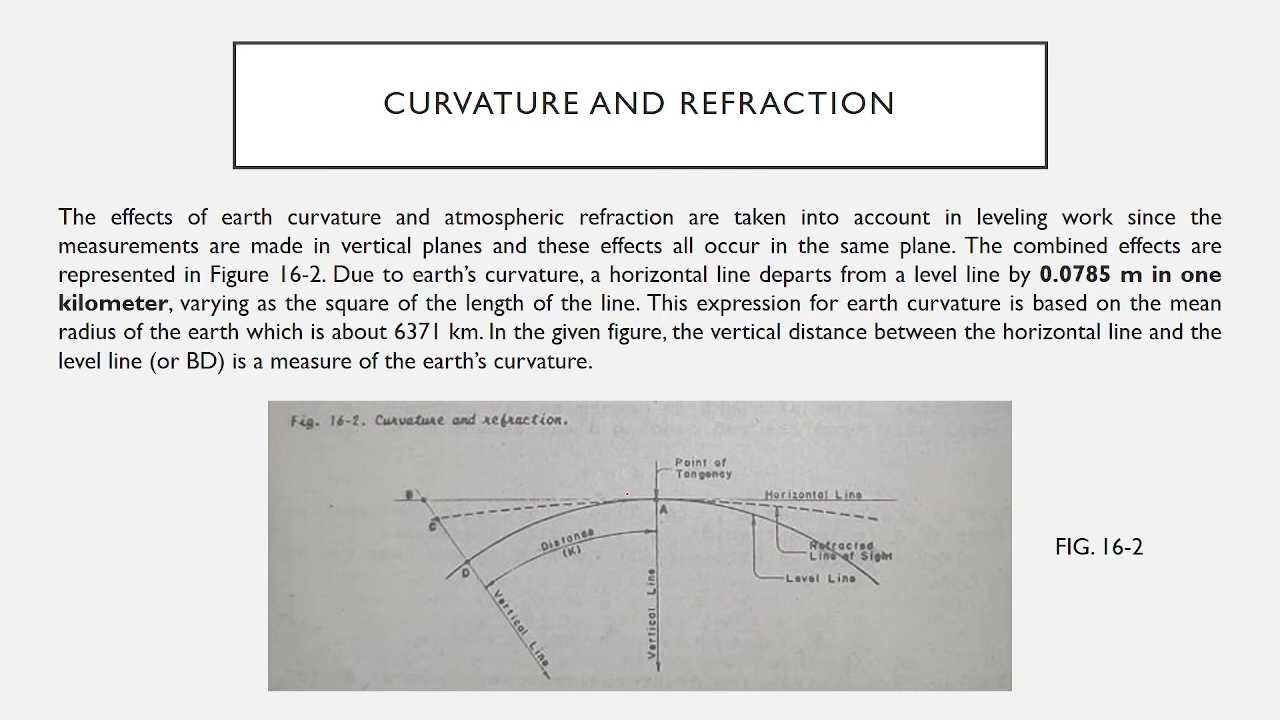 CURVATURE AND REFRACTION
The effects of earth curvature and atmospheric refraction are taken into account in leveling work since the
measurements are made in vertical planes and these effects all occur in the same plane. The combined effects are
represented in Figure 16-2. Due to earth's curvature, a horizontal line departs from a level line by 0.0785 m in one
kilometer, varying as the square of the length of the line. This expression for earth curvature is based on the mean
radius of the earth which is about 6371 km. In the given figure, the vertical distance between the horizontal line and the
level line (or BD) is a measure of the earth's curvature.
Fig. 16-2. Curvature and refraction.
Point of
Tangency
B
Horizontal Line
A
C
Distance
(K)
Refracted
Line of Sight
FIG. 16-2
D
Level Line
Vertical Line
Vertical Line